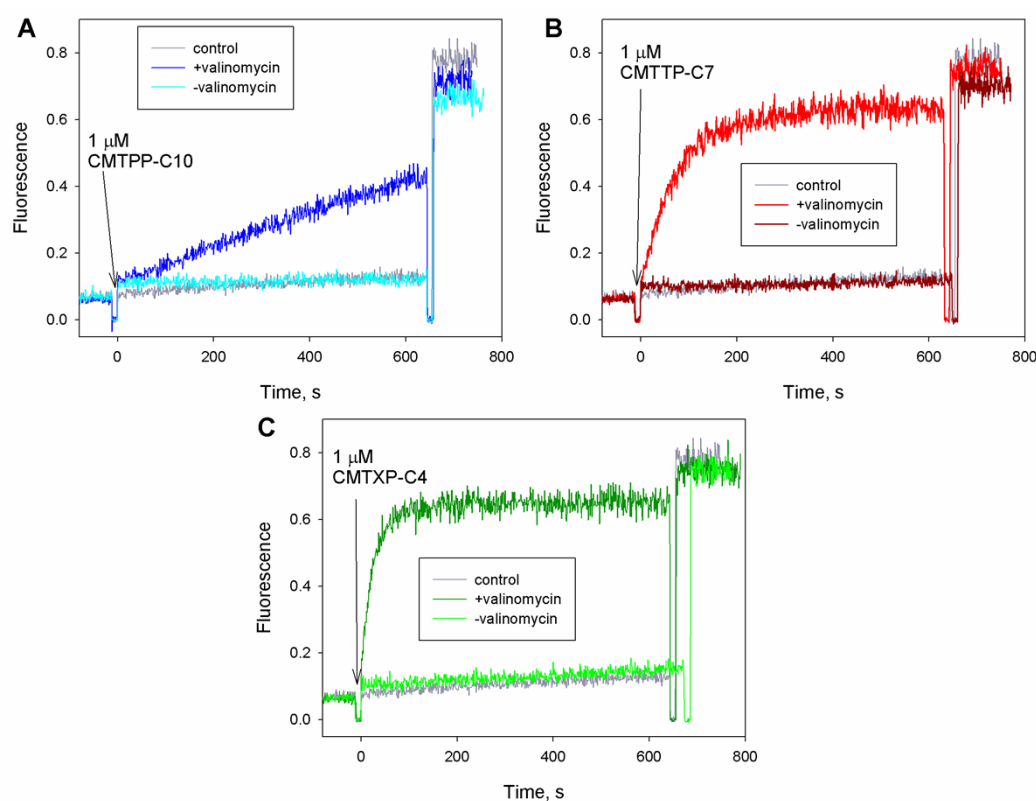 A
control
+valinomycin
-valinomycin
1 μM
CMTPP-C10
Fluorescence
0.8
0.6
0.4
0.2
0.0
0 200 400 600 800
Time, s
B
1 μM
CMTTP-C7
control
+valinomycin
-valinomycin
Fluorescence
0.8
0.6
0.4
0.2
0.0
0 200 400 600 800
Time, s
C
1 μM
CMTXP-C4
control
+valinomycin
-valinomycin
Fluorescence
0.8
0.6
0.4
0.2
0.0
0 200 400 600 800
Time, s